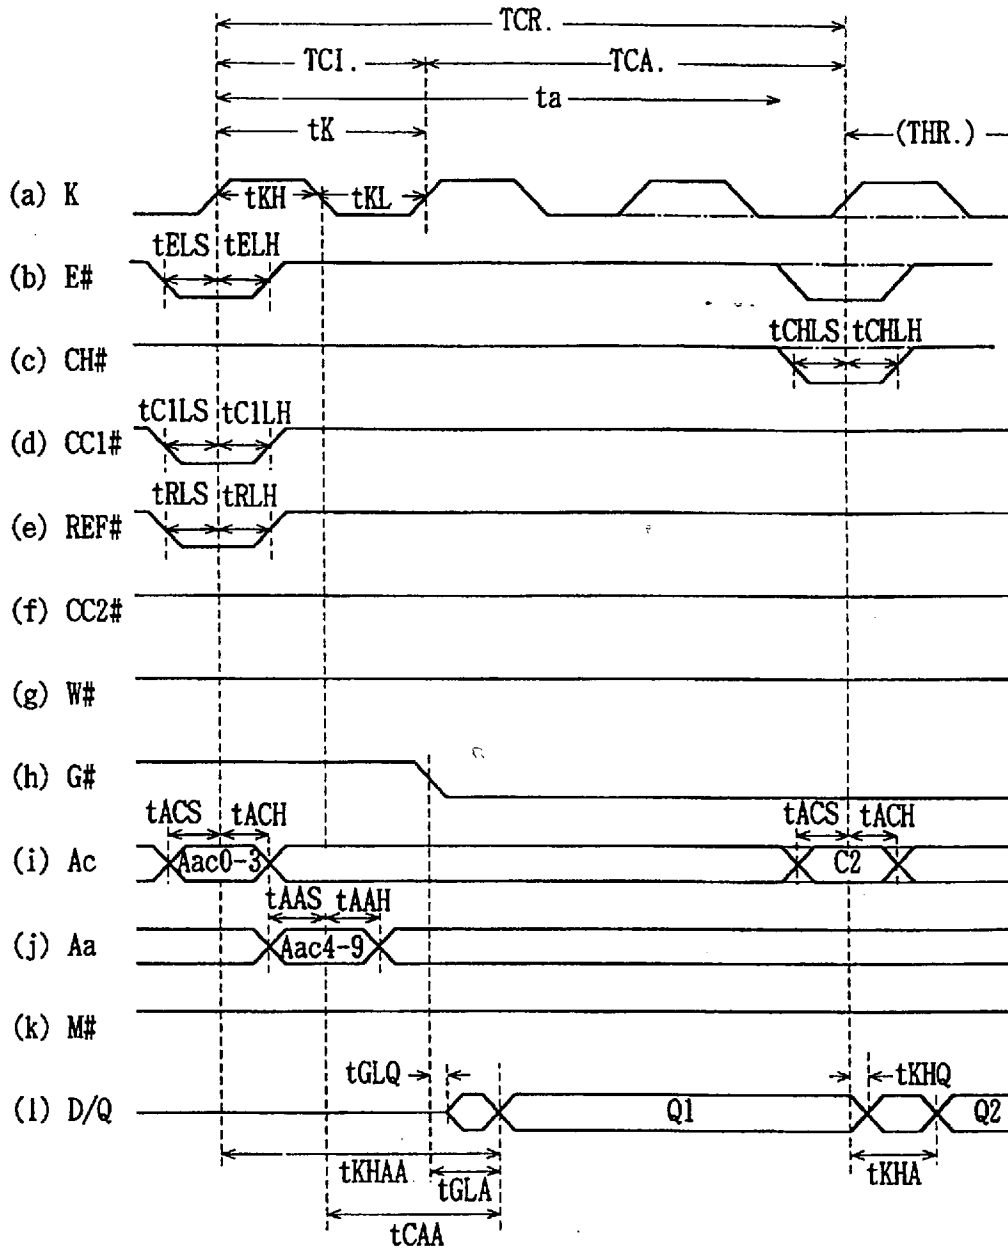 TCR.
TCI. TCA.
ta
tK (THR.)
(a) K tKH tKL
tELS tELH
(b) E#
tCHLS tCHLH
(c) CH#
tC1LS tC1LH
(d) CC1#
tRLS tRLH
(e) REF#
(f) CC2#
(g) W#
(h) G#
tACS tACH tACS tACH
(i) Ac Aac0-3 C2
tAAS tAAH
(j) Aa Aac4-9
(k) M#
tGLQ tKHQ
(l) D/Q Q1 Q2
tKHAA tGLA tKHA
tCAA